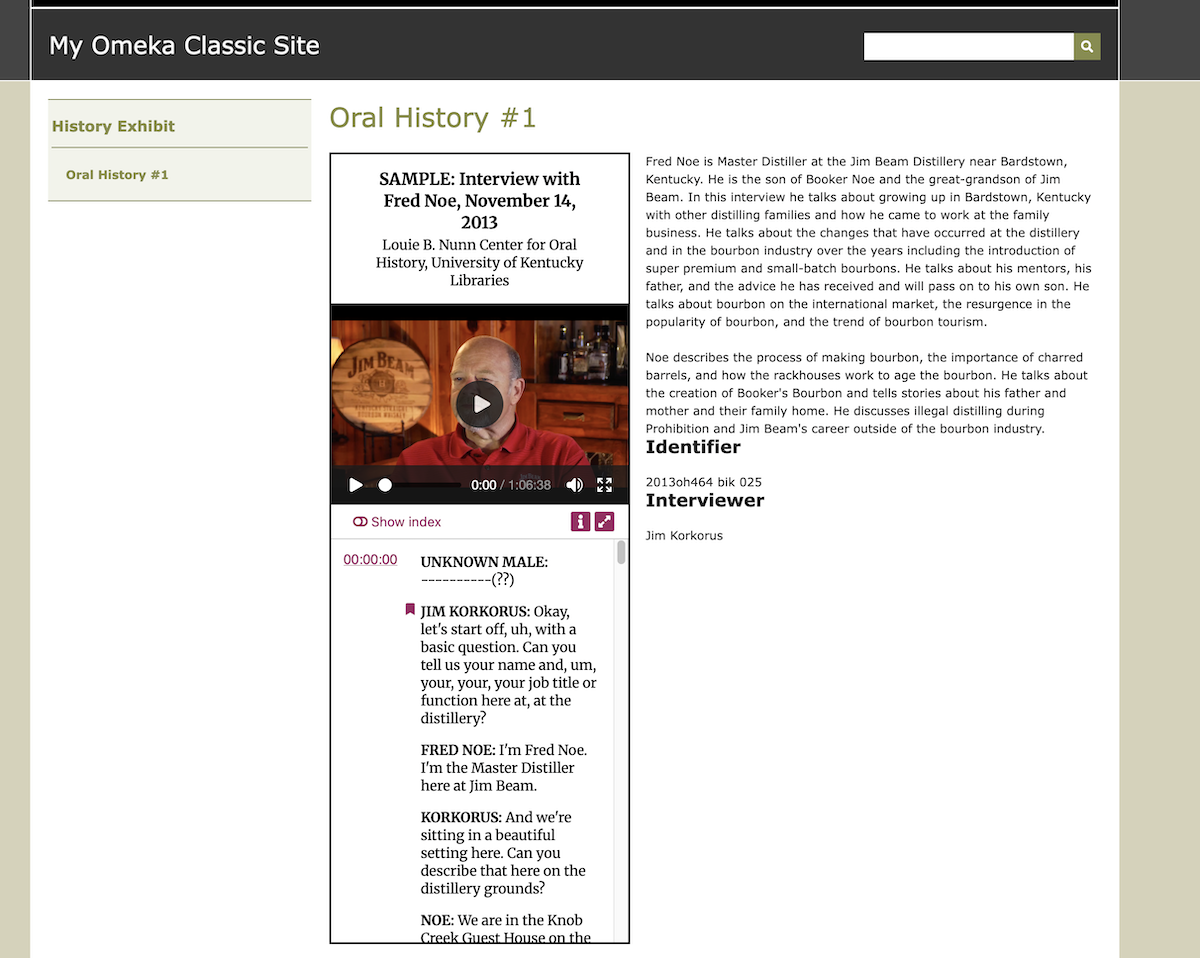 My Omeka Classic Site
History Exhibit
Oral History #1
Oral History #1
SAMPLE: Interview with
Fred Noe, November 14,
2013
Louie B. Nunn Center for Oral
History, University of Kentucky
Libraries
JIM BEAM
0:00 / 1:06:38
Show index
00:00:00
UNKNOWN MALE:
----------(??)
JIM KORKORUS: Okay,
let's start off, uh, with a
basic question. Can you
tell us your name and, um,
your, your, your job title or
function here at, at the
distillery?
FRED NOE: I'm Fred Noe.
I'm the Master Distiller
here at Jim Beam.
KORKORUS: And we're
sitting in a beautiful
setting here. Can you
describe that here on the
distillery grounds?
NOE: We are in the Knob
Creek Guest House on the
Fred Noe is Master Distiller at the Jim Beam Distillery near Bardstown,
Kentucky. He is the son of Booker Noe and the great-grandson of Jim
Beam. In this interview he talks about growing up in Bardstown, Kentucky
with other distilling families and how he came to work at the family
business. He talks about the changes that have occurred at the distillery
and in the bourbon industry over the years including the introduction of
super premium and small-batch bourbons. He talks about his mentors, his
father, and the advice he has received and will pass on to his own son. He
talks about bourbon on the international market, the resurgence in the
popularity of bourbon, and the trend of bourbon tourism.
Noe describes the process of making bourbon, the importance of charred
barrels, and how the rackhouses work to age the bourbon. He talks about
the creation of Booker's Bourbon and tells stories about his father and
mother and their family home. He discusses illegal distilling during
Prohibition and Jim Beam's career outside of the bourbon industry.
Identifier
2013oh464 bik 025
Interviewer
Jim Korkorus